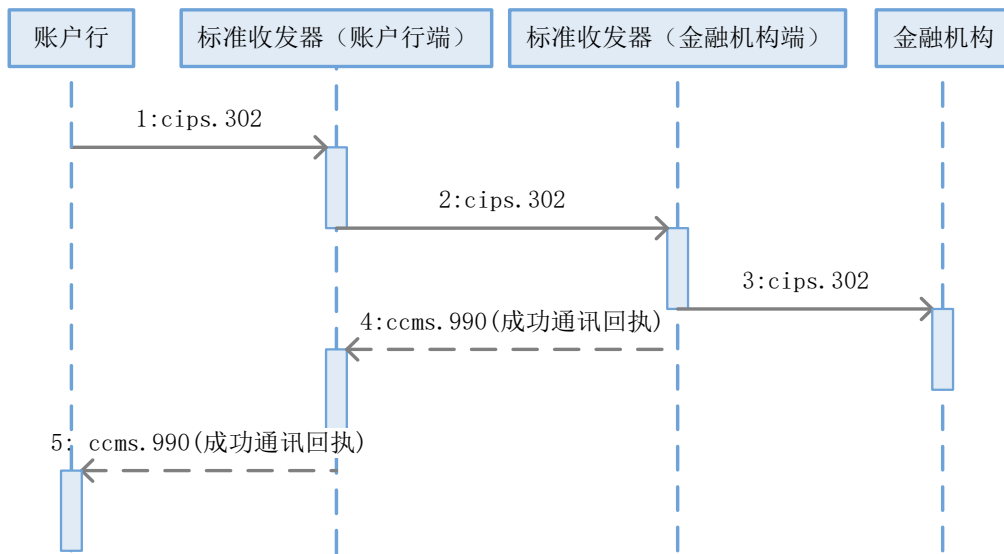 账户行
标准收发器（账户行端）
标准收发器（金融机构端）
金融机构
1:cips.302
2:cips.302
3:cips.302
4:ccms.990(成功通讯回执)
5: ccms.990(成功通讯回执)